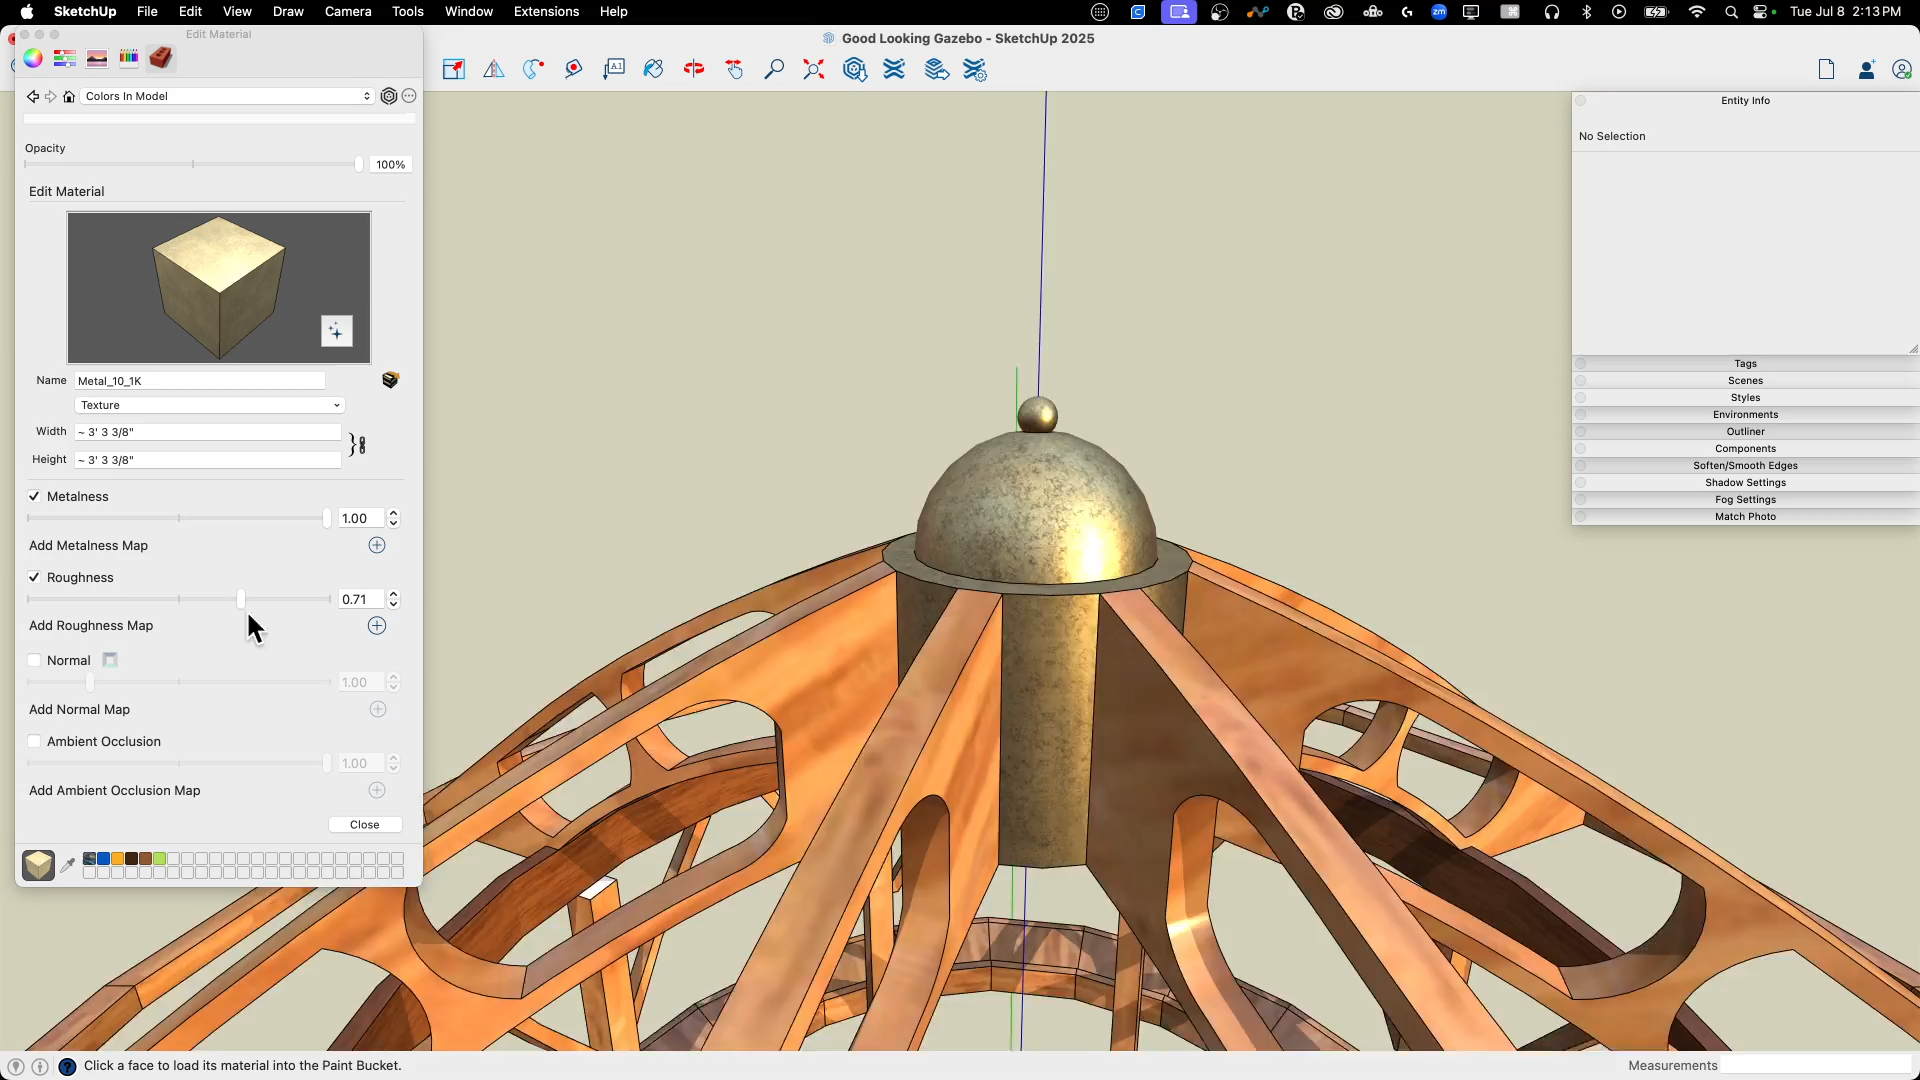 SketchUp File Edit View Draw Camera Tools Window Extensions Help
zm
Tue Jul 8 2:13 PM
Edit Material
Good Looking Gazebo - SketchUp 2025
A1
Colors In Model
Opacity
100%
Edit Material
Name Metal_10_1K
Texture
Width ~ 3' 3 3/8"
Height ~ 3' 3 3/8"
Metalness
1.00
Add Metalness Map
Roughness
0.71
Add Roughness Map
Normal
1.00
Add Normal Map
Ambient Occlusion
1.00
Add Ambient Occlusion Map
Close
Entity Info
No Selection
Tags
Scenes
Styles
Environments
Outliner
Components
Soften/Smooth Edges
Shadow Settings
Fog Settings
Match Photo
Click a face to load its material into the Paint Bucket.
Measurements